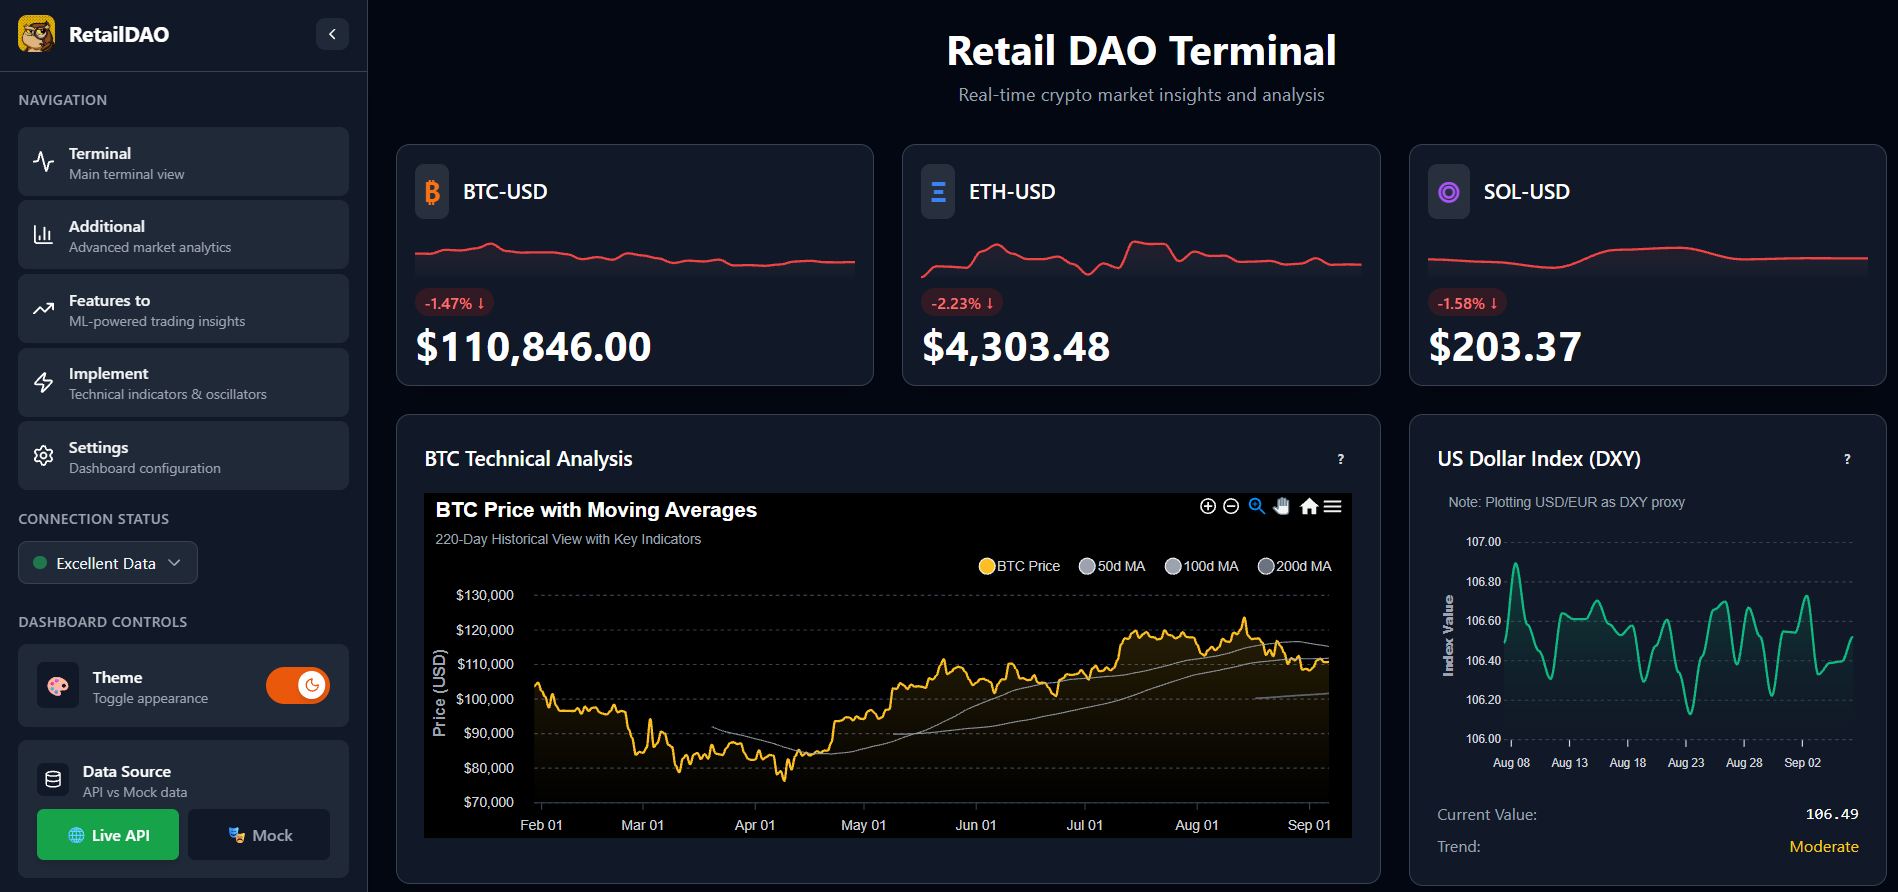 RetailDAO
NAVIGATION
Terminal
Main terminal view
Additional
Advanced market analytics
Features to
ML-powered trading insights
Implement
Technical indicators & oscillators
Settings
Dashboard configuration
CONNECTION STATUS
Excellent Data
DASHBOARD CONTROLS
Theme
Toggle appearance
Data Source
API vs Mock data
Live API
Mock
Retail DAO Terminal
Real-time crypto market insights and analysis
BTC-USD
-1.47% ↓
$110,846.00
ETH-USD
-2.23% ↓
$4,303.48
SOL-USD
-1.58% ↓
$203.37
BTC Technical Analysis
?
BTC Price with Moving Averages
220-Day Historical View with Key Indicators
BTC Price 50d MA 100d MA 200d MA
Price (USD)
$130,000
$120,000
$110,000
$100,000
$90,000
$80,000
$70,000
Feb 01 Mar 01 Apr 01 May 01 Jun 01 Jul 01 Aug 01 Sep 01
US Dollar Index (DXY)
?
Note: Plotting USD/EUR as DXY proxy
Index Value
107.00
106.80
106.60
106.40
106.20
106.00
Aug 08 Aug 13 Aug 18 Aug 23 Aug 28 Sep 02
Current Value: 106.49
Trend: Moderate